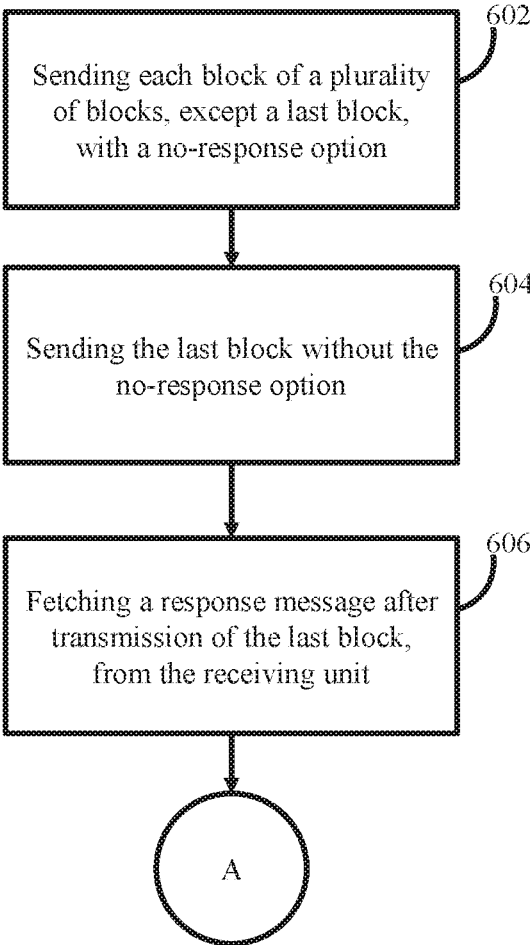 602
Sending each block of a plurality
of blocks, except a last block,
with a no-response option
604
Sending the last block without the
no-response option
606
Fetching a response message after
transmission of the last block,
from the receiving unit
A